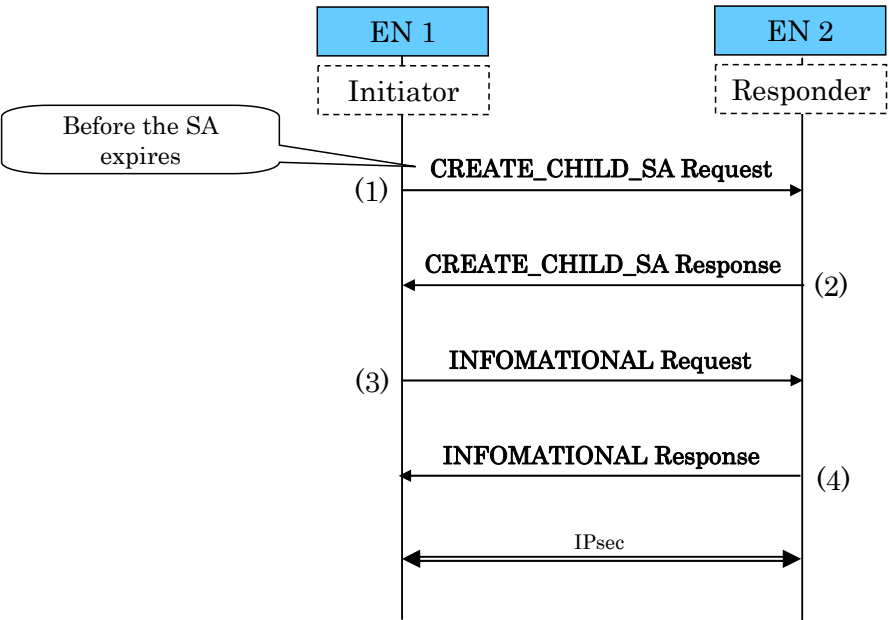 EN 1
EN 2
Initiator
Responder
Before the SA
expires
CREATE_CHILD_SA Request
(1)
CREATE_CHILD_SA Response
(2)
INFOMATIONAL Request
(3)
INFOMATIONAL Response
(4)
IPsec